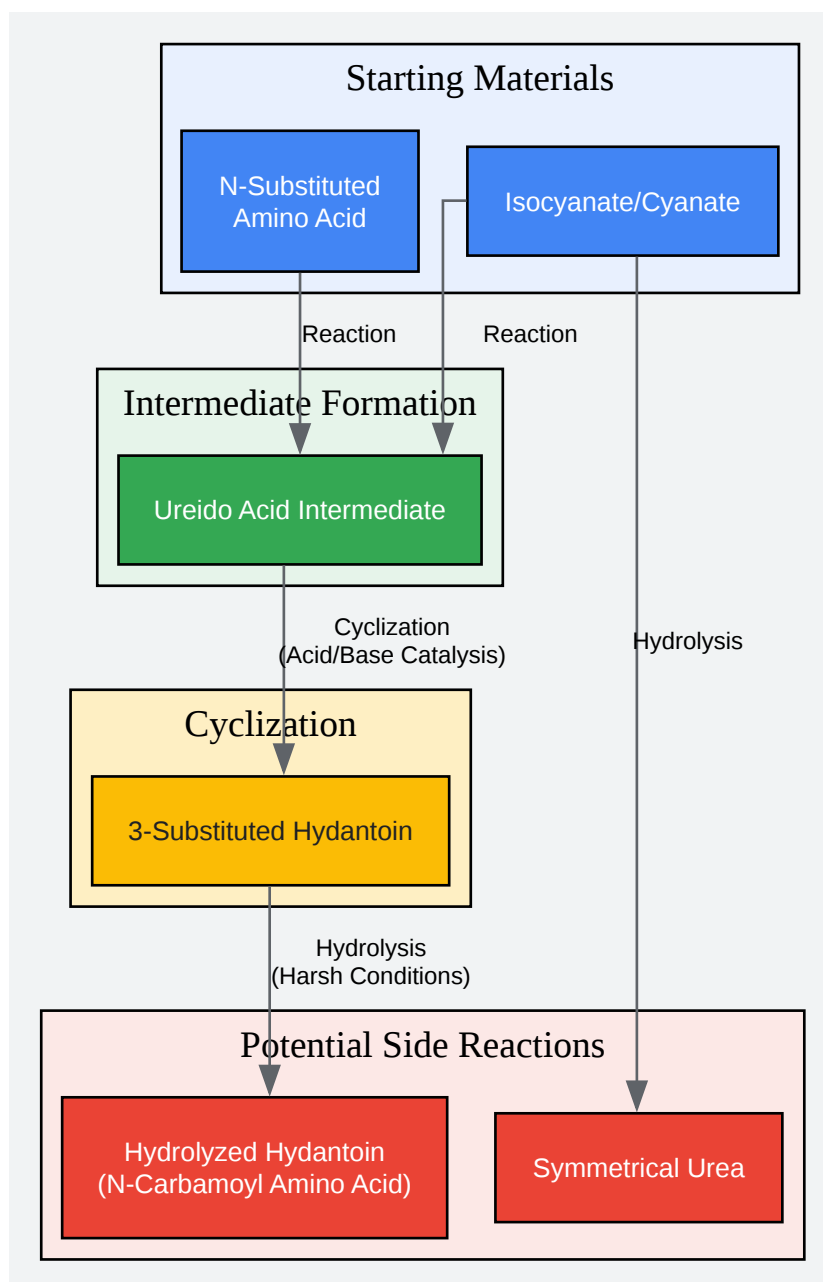 Starting Materials
N-Substituted
Amino Acid
Isocyanate/Cyanate
Reaction
Reaction
Intermediate Formation
Ureido Acid Intermediate
Cyclization
(Acid/Base Catalysis)
Hydrolysis
Cyclization
3-Substituted Hydantoin
Hydrolysis
(Harsh Conditions)
Potential Side Reactions
Hydrolyzed Hydantoin
(N-Carbamoyl Amino Acid)
Symmetrical Urea